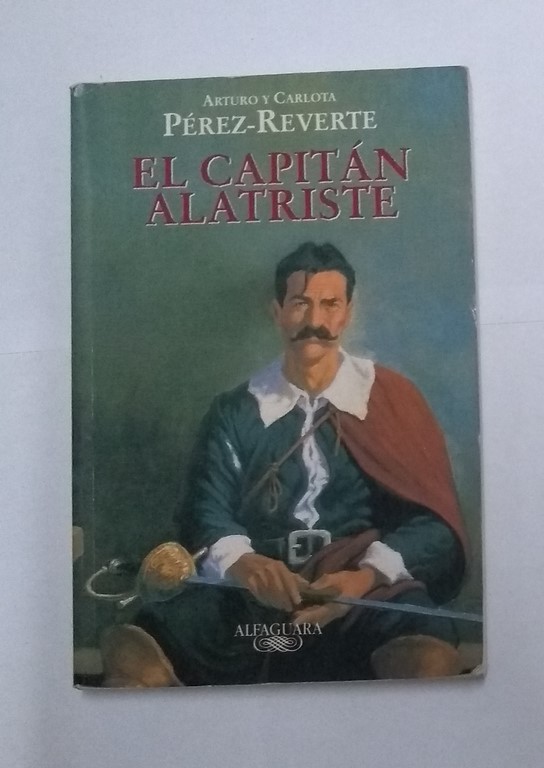 ARTURO Y CARLOTA
PÉREZ-REVERTE
EL CAPITÁN
ALATRISTE
ALFAGUARA